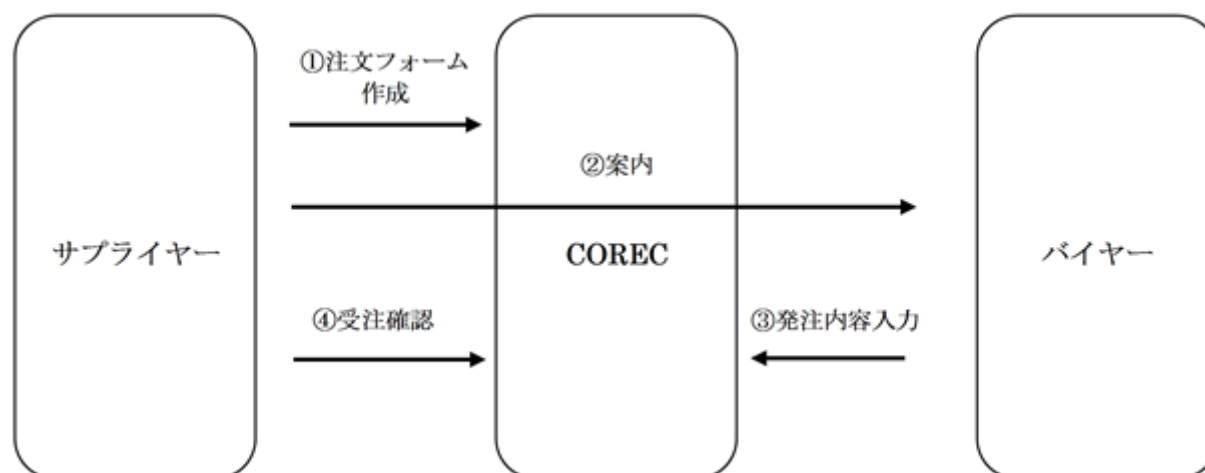 ①注文フォーム
作成
②案内
サプライヤー
COREC
バイヤー
④受注確認
③発注内容入力